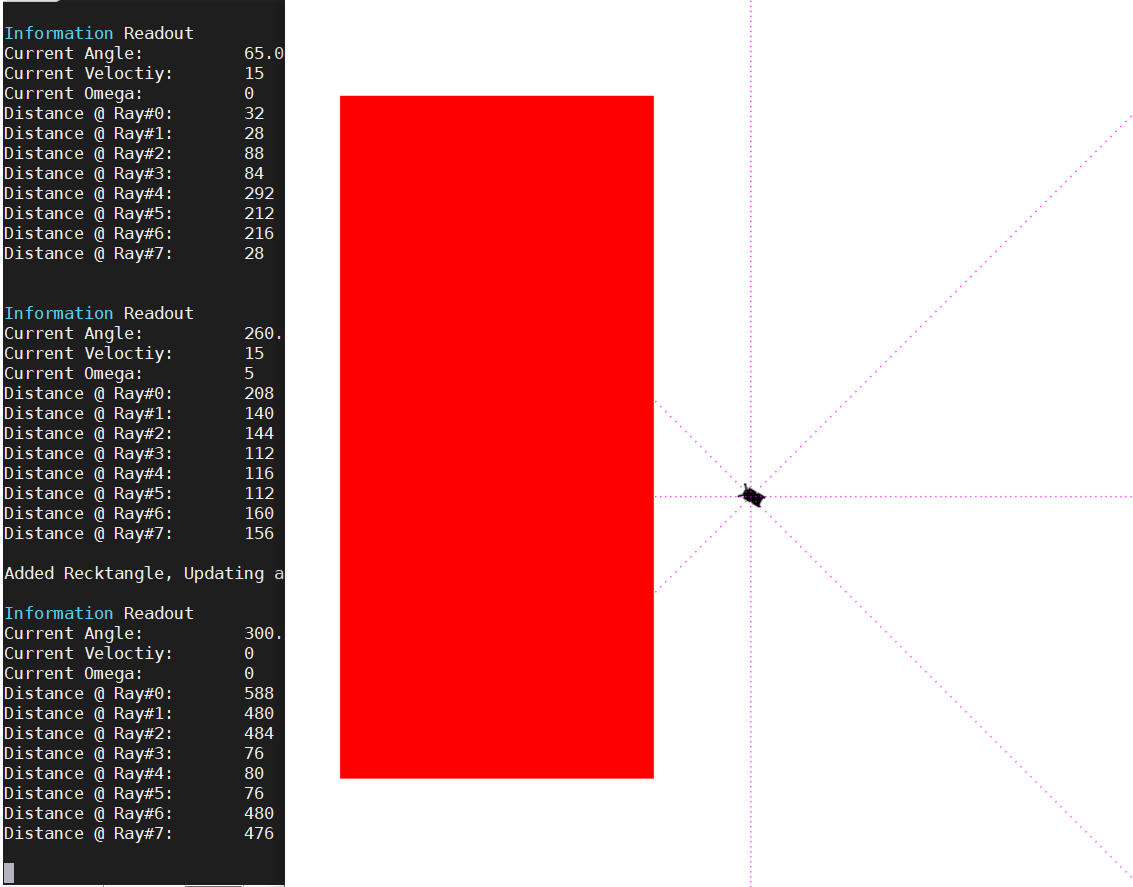 Information Readout
Current Angle: 65.0
Current Veloctiy: 15
Current Omega: 0
Distance @ Ray#0: 32
Distance @ Ray#1: 28
Distance @ Ray#2: 88
Distance @ Ray#3: 84
Distance @ Ray#4: 292
Distance @ Ray#5: 212
Distance @ Ray#6: 216
Distance @ Ray#7: 28
Information Readout
Current Angle: 260.
Current Veloctiy: 15
Current Omega: 5
Distance @ Ray#0: 208
Distance @ Ray#1: 140
Distance @ Ray#2: 144
Distance @ Ray#3: 112
Distance @ Ray#4: 116
Distance @ Ray#5: 112
Distance @ Ray#6: 160
Distance @ Ray#7: 156
Added Recktangle, Updating a
Information Readout
Current Angle: 300.
Current Veloctiy: 0
Current Omega: 0
Distance @ Ray#0: 588
Distance @ Ray#1: 480
Distance @ Ray#2: 484
Distance @ Ray#3: 76
Distance @ Ray#4: 80
Distance @ Ray#5: 76
Distance @ Ray#6: 480
Distance @ Ray#7: 476